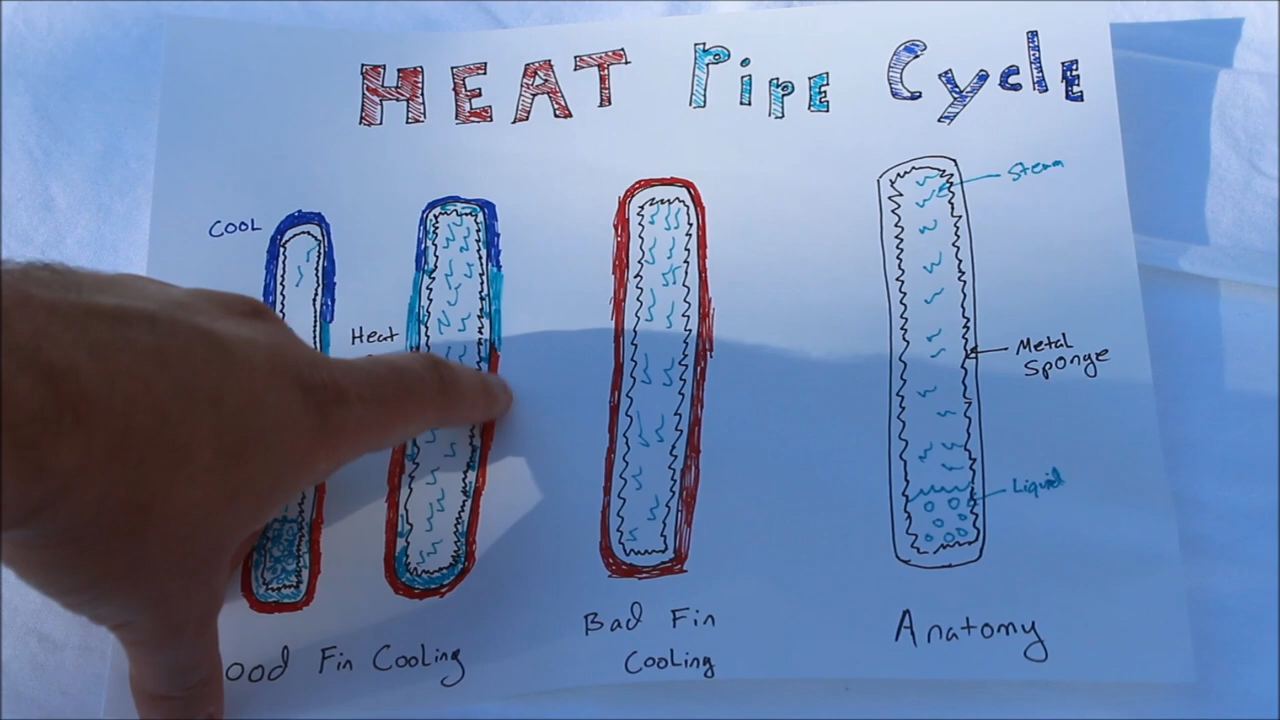 HEAT Pipe Cycle
Steam
COOL
Heat
Metal
Sponge
Liquid
Bad Fin
Cooling
Anatomy
ood Fin Cooling